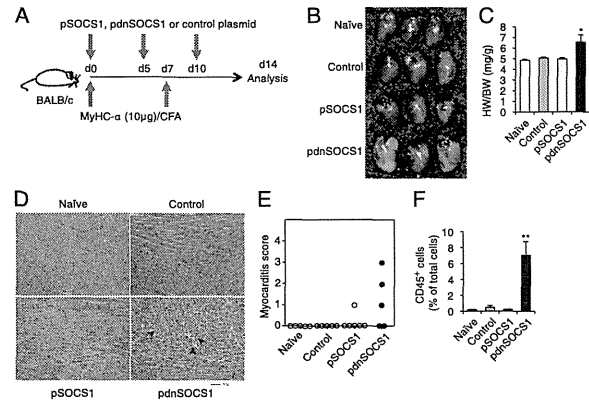 A
pSOCS1, pdnSOCS1 or control plasmid
d0 d5 d7 d10 d14
Analysis
BALB/c
MyHC-α (10μg)/CFA
B
Naïve
Control
pSOCS1
pdnSOCS1
C
HW/BW (mg/g)
8
7
6
5
4
3
2
1
0
*
Naïve
Control
pSOCS1
pdnSOCS1
D
Naïve Control
pSOCS1 pdnSOCS1
E
Myocarditis score
4
3
2
1
0
Naïve
Control
pSOCS1
pdnSOCS1
F
CD45+ cells
(% of total cells)
10
8
6
4
2
0
**
Naïve
Control
pSOCS1
pdnSOCS1